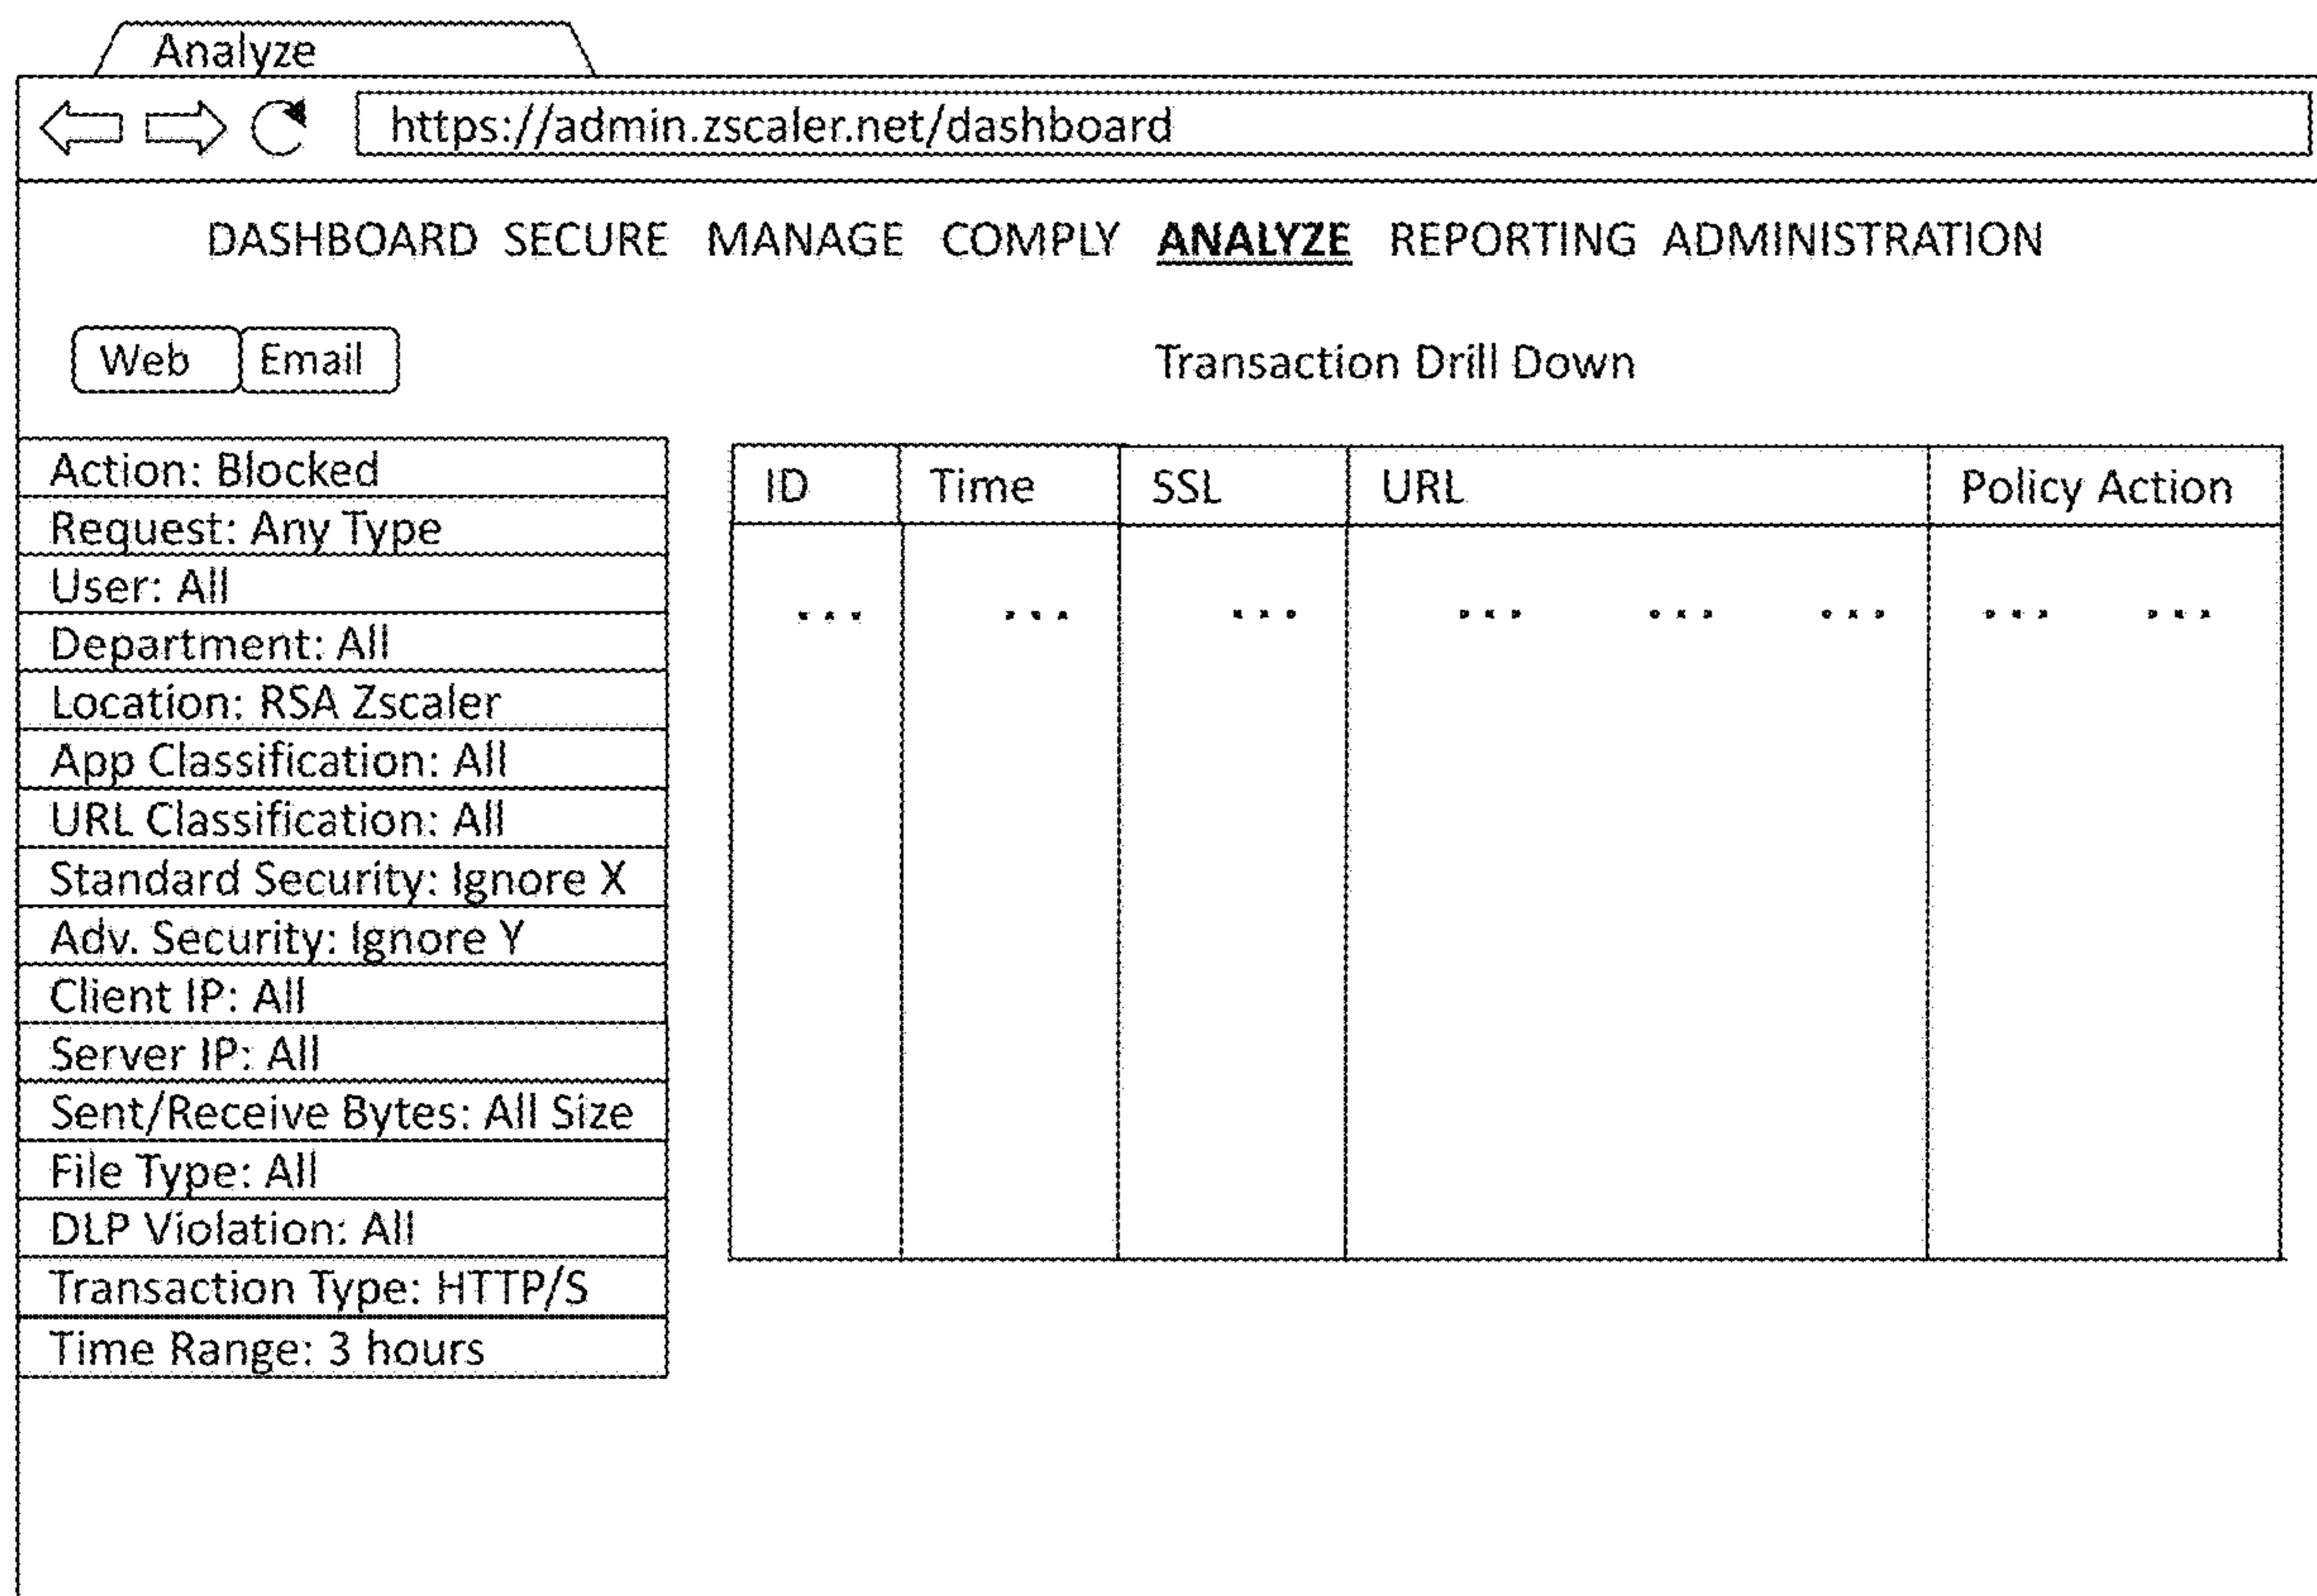 Analyze
https://admin.zscaler.net/dashboard
DASHBOARD SECURE MANAGE COMPLY ANALYZE REPORTING ADMINISTRATION
Web Email Transaction Drill Down
Action: Blocked
Request: Any Type
User: All
Department: All
Location: RSA Zscaler
App Classification: All
URL Classification: All
Standard Security: Ignore X
Adv. Security: Ignore Y
Client IP: All
Server IP: All
Sent/Receive Bytes: All Size
File Type: All
DLP Violation: All
Transaction Type: HTTP/S
Time Range: 3 hours
ID Time SSL URL Policy Action
... ... ... ... ... ... ... ...